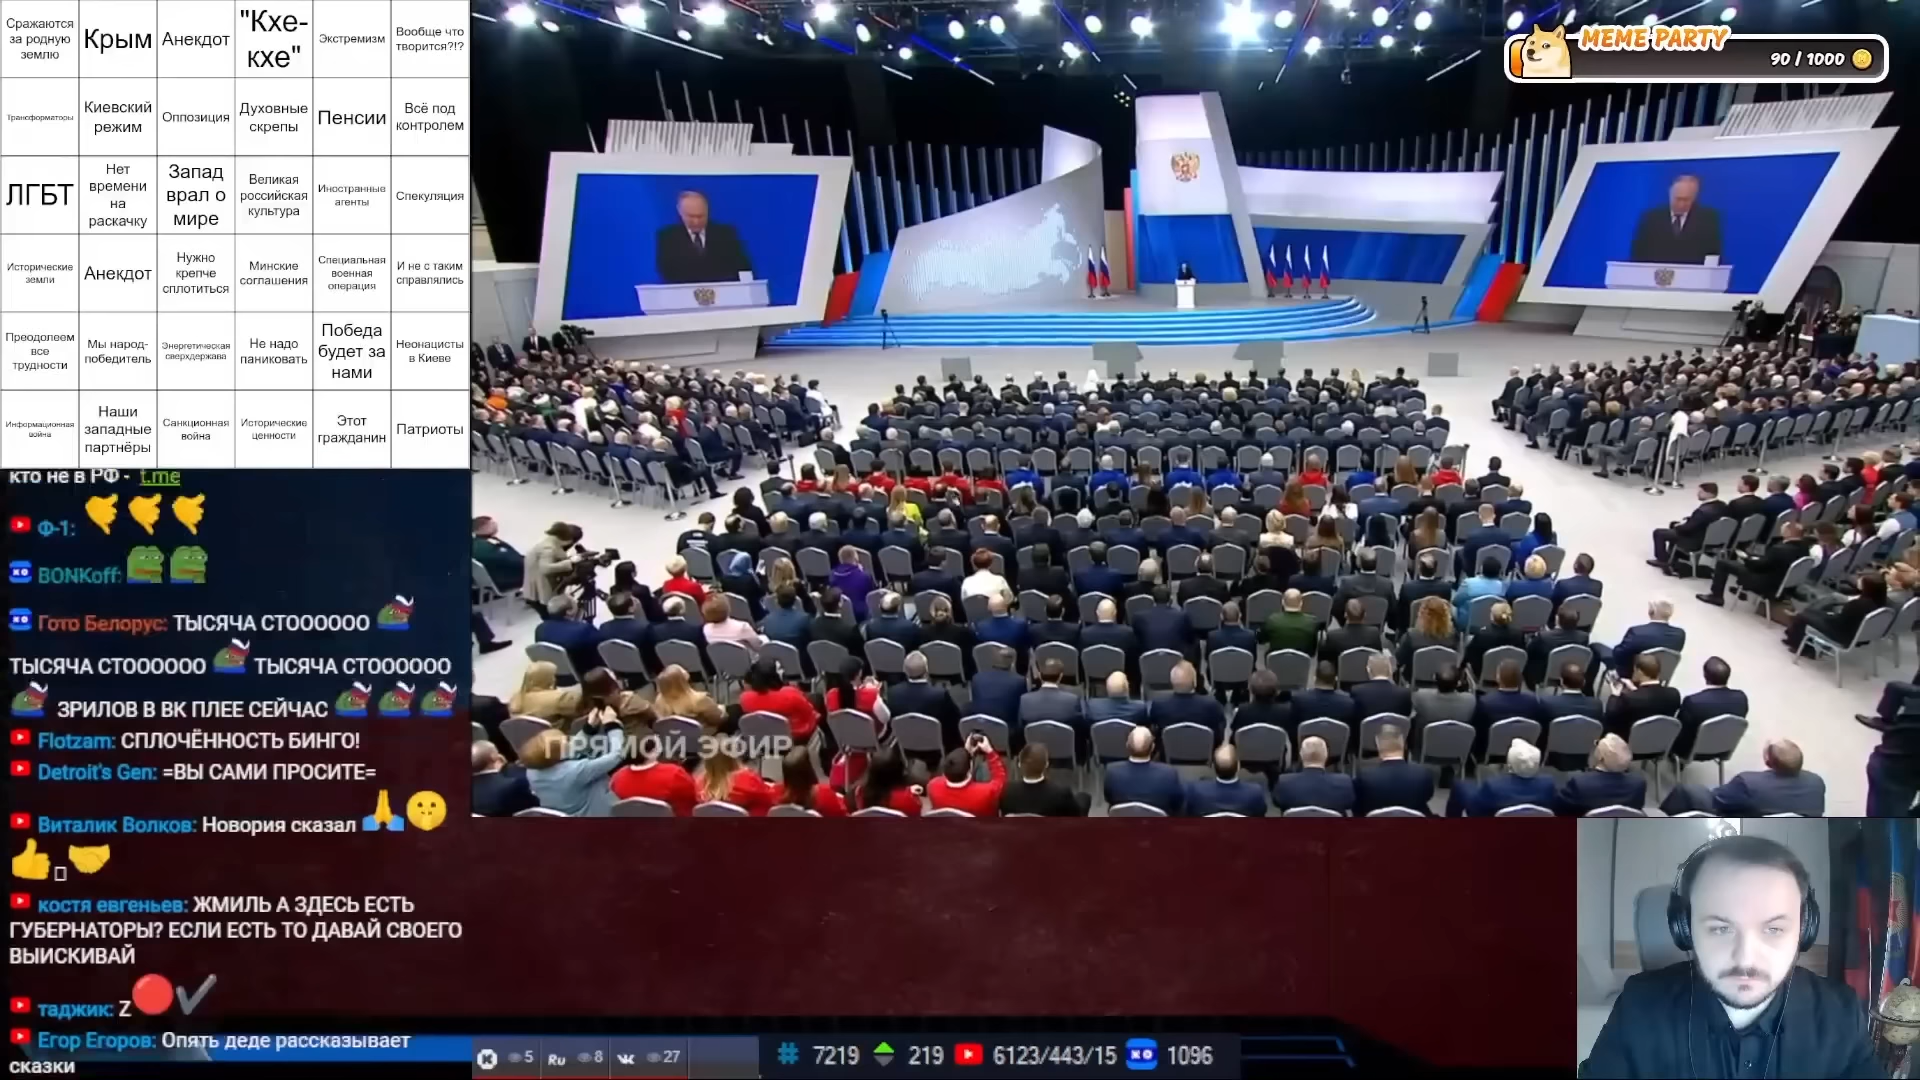 Сражаются
за родную
землю
Крым
Анекдот
"Кхе-
кхе"
Экстремизм
Вообще что
творится?!?
Трансформаторы
Киевский
режим
Оппозиция
Духовные
скрепы
Пенсии
Всё под
контролем
ЛГБТ
Нет
времени
на
раскачку
Запад
врал о
мире
Великая
российская
культура
Иностранные
агенты
Спекуляция
Исторические
земли
Анекдот
Нужно
крепче
сплотиться
Минские
соглашения
Специальная
военная
операция
И не с таким
справлялись
Преодолеем
все
трудности
Мы народ-
победитель
Энергетическая
сверхдержава
Не надо
паниковать
Победа
будет за
нами
Неонацисты
в Киеве
Информационная
война
Наши
западные
партнёры
Санкционная
война
Исторические
ценности
Этот
гражданин
Патриоты
MEME PARTY
90 / 1000
кто не в РФ - t.me
Ф-1:
BONKoff:
Гото Белорус: ТЫСЯЧА СТОООООО
ТЫСЯЧА СТОООООО ТЫСЯЧА СТОООООО
ЗРИЛОВ В ВК ПЛЕЕ СЕЙЧАС
Flotzam: СПЛОЧЁННОСТЬ БИНГО!
Detroit's Gen: =ВЫ САМИ ПРОСИТЕ=
Виталик Волков: Новория сказал
костя евгеньев: ЖМИЛЬ А ЗДЕСЬ ЕСТЬ
ГУБЕРНАТОРЫ? ЕСЛИ ЕСТЬ ТО ДАВАЙ СВОЕГО
ВЫИСКИВАЙ
таджик: Z
Егор Егоров: Опять деде рассказывает
сказки
ПРЯМОЙ ЭФИР
5 Ru 8 27
7219 219 6123/443/15 1096